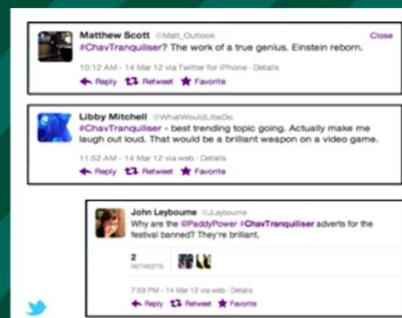 Matthew Scott @Matt_Outlook Close
#ChavTranquiliser? The work of a true genius. Einstein reborn.
10:12 AM - 14 Mar 12 via Twitter for iPhone · Details
Reply Retweet Favorite
Libby Mitchell @WhatWouldLibsDo
#ChavTranquiliser - best trending topic going. Actually make me
laugh out loud. That would be a brilliant weapon on a video game.
11:52 AM - 14 Mar 12 via web · Details
Reply Retweet Favorite
John Leybourne @JLeybourne
Why are the @PaddyPower #ChavTranquiliser adverts for the
festival banned? They're brilliant.
2
RETWEETS
7:58 PM - 14 Mar 12 via web · Details
Reply Retweet Favorite